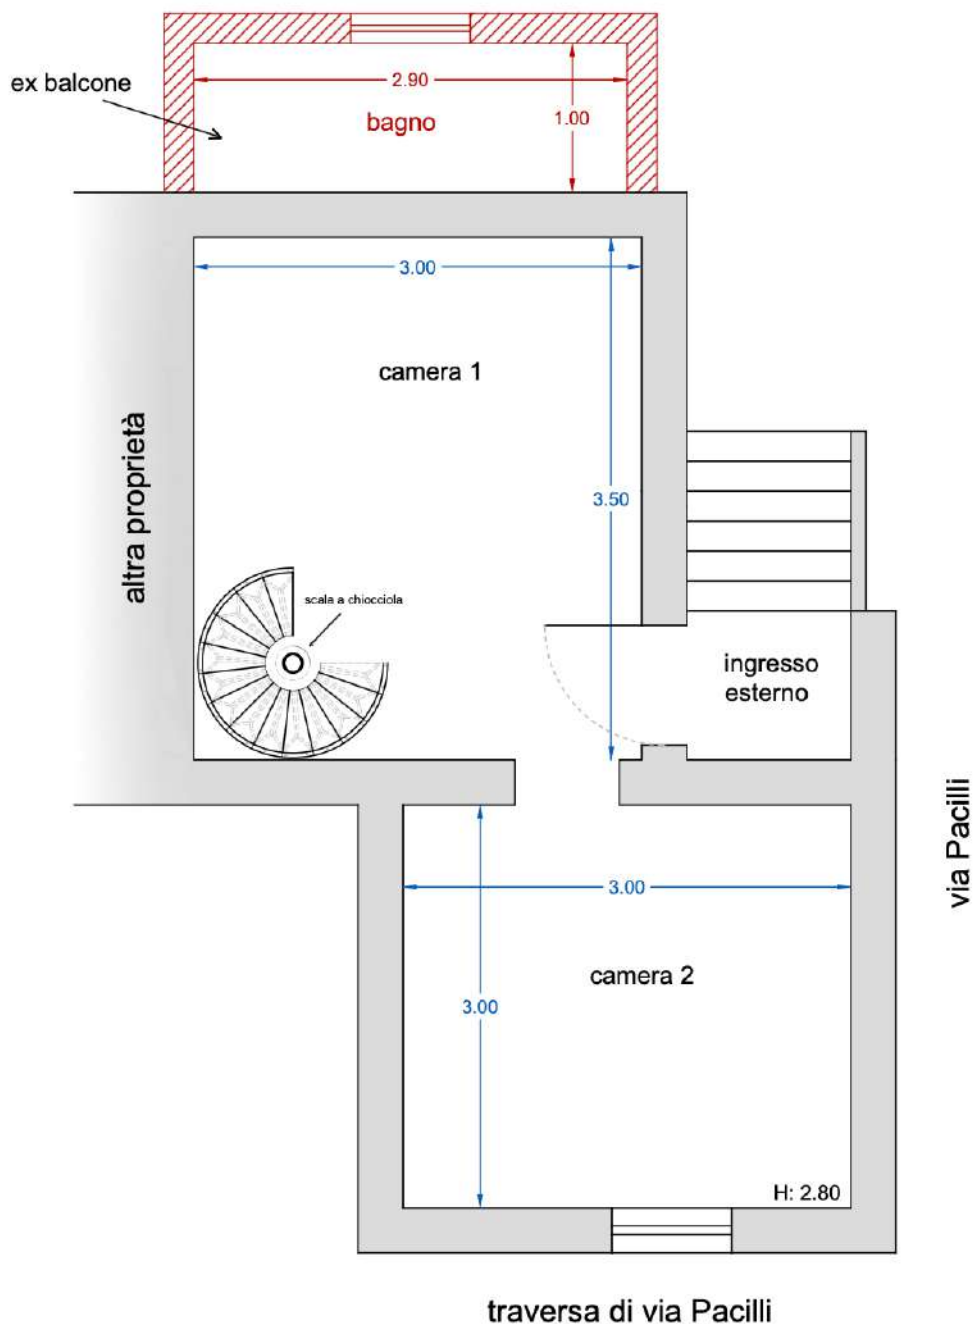 ex balcone
2.90
bagno
1.00
3.00
camera 1
altra proprietà
3.50
scala a chiocciola
ingresso
esterno
via Pacilli
3.00
camera 2
3.00
H: 2.80
traversa di via Pacilli